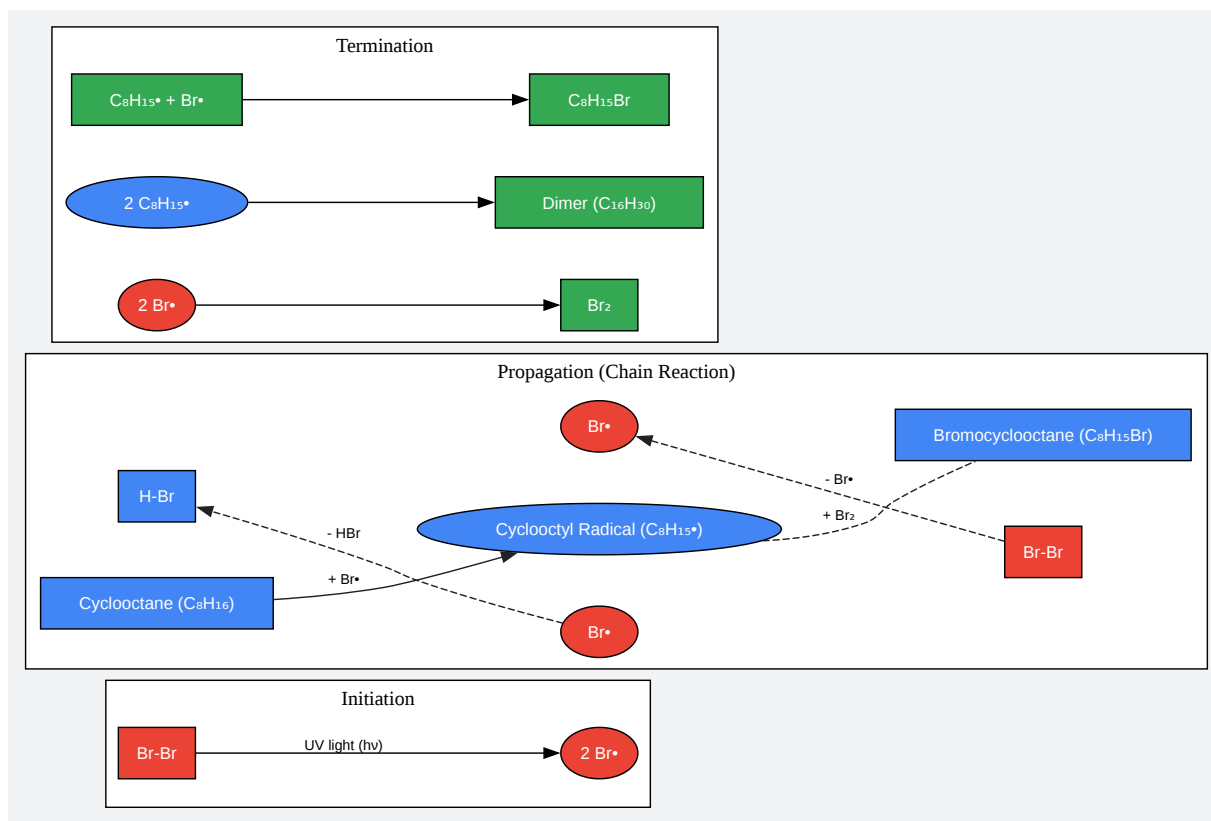 Termination
C₈H₁₅• + Br•
C₈H₁₅Br
2 C₈H₁₅•
Dimer (C₁₆H₃₀)
2 Br•
Br₂
Propagation (Chain Reaction)
Br•
Bromocyclooctane (C₈H₁₅Br)
- Br•
H-Br
+ Br₂
Cyclooctyl Radical (C₈H₁₅•)
- HBr
Br-Br
+ Br•
Cyclooctane (C₈H₁₆)
Br•
Initiation
Br-Br
UV light (hν)
2 Br•